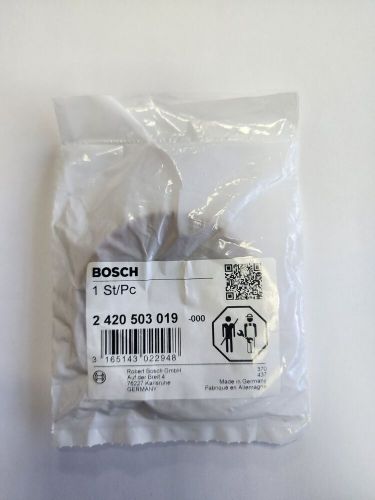 BOSCH
1 St/Pc
2 420 503 019 -000
3 165143 022948
Robert Bosch GmbH
Auf der Breit 4
76227 Karlsruhe
GERMANY
370
437
Made in Germany
Fabriqué en Allemagne